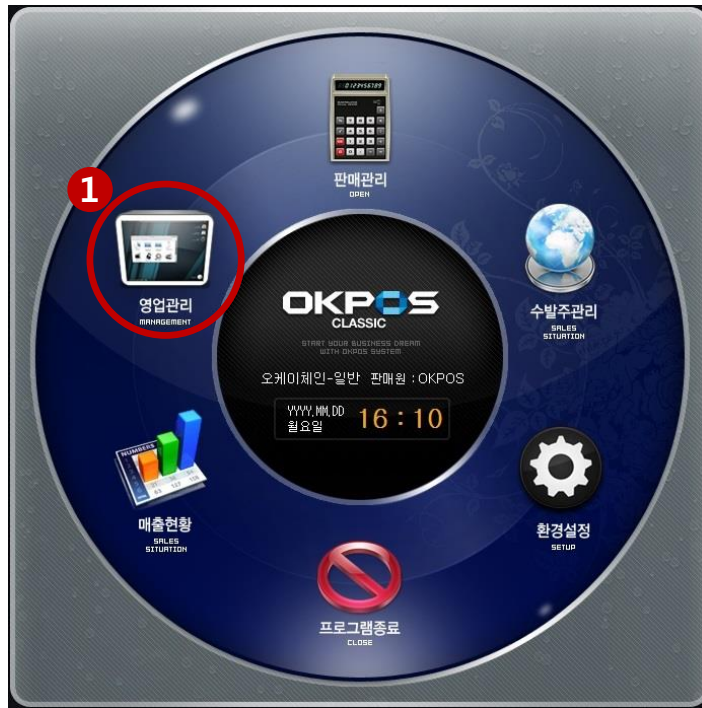 0123456789
판매관리
OPEN
1
영업관리
MANAGEMENT
수발주관리
SALES
SITUATION
OKPOS
CLASSIC
START YOUR BUSINESS DREAM
WITH OKPOS SYSTEM
오케이체인-일반 판매원 : OKPOS
YYYY.MM.DD
월요일
16 : 10
NUMBERS
매출현황
SALES
SITUATION
환경설정
SETUP
프로그램종료
CLOSE